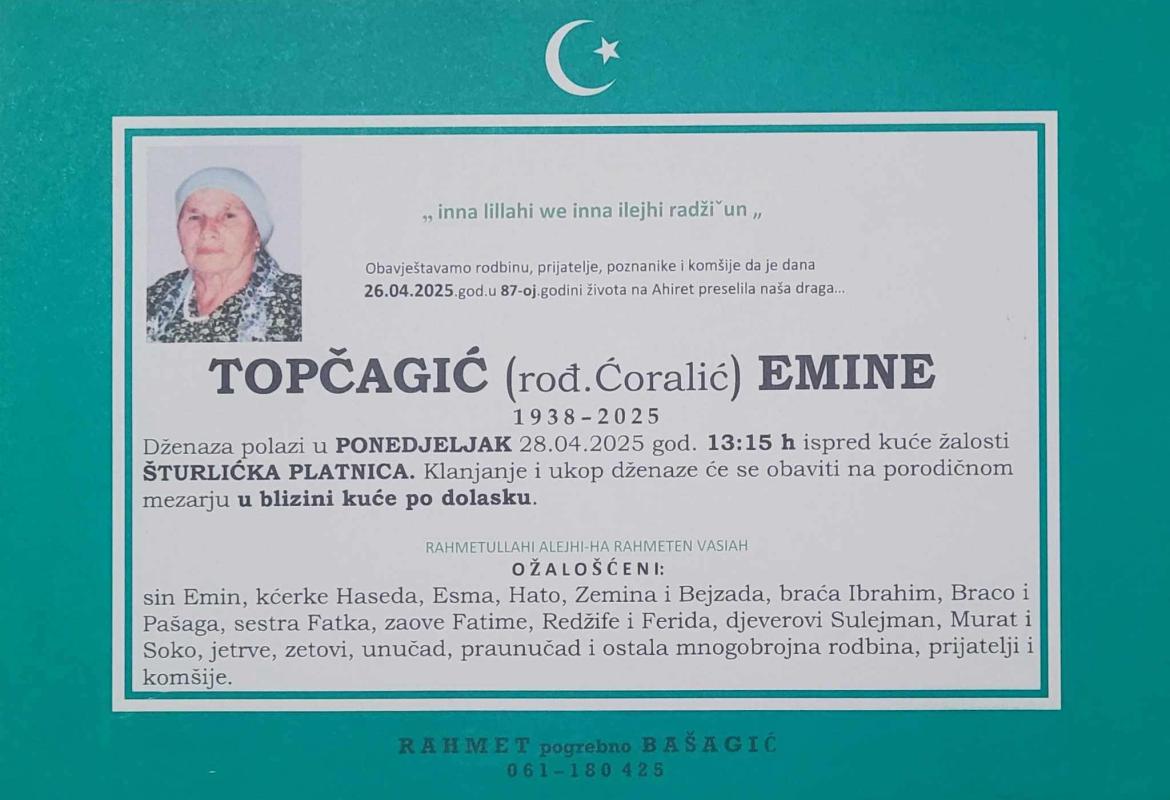 „ inna lillahi we inna ilejhi radžiˇun „
Obavještavamo rodbinu, prijatelje, poznanike i komšije da je dana
26.04.2025.god.u 87-oj.godini života na Ahiret preselila naša draga...
TOPČAGIĆ (rođ.Ćoralić) EMINE
1938-2025
Dženaza polazi u PONEDJELJAK 28.04.2025 god. 13:15 h ispred kuće žalosti
ŠTURLIĆKA PLATNICA. Klanjanje i ukop dženaze će se obaviti na porodičnom
mezarju u blizini kuće po dolasku.
RAHMETULLAHI ALEJHI-HA RAHMETEN VASIAH
OŽALOŠĆENI:
sin Emin, kćerke Haseda, Esma, Hato, Zemina i Bejzada, braća Ibrahim, Braco i
Pašaga, sestra Fatka, zaove Fatime, Redžife i Ferida, djeverovi Sulejman, Murat i
Soko, jetrve, zetovi, unučad, praunučad i ostala mnogobrojna rodbina, prijatelji i
komšije.
RAHMET pogrebno BAŠAGIĆ
061-180 425